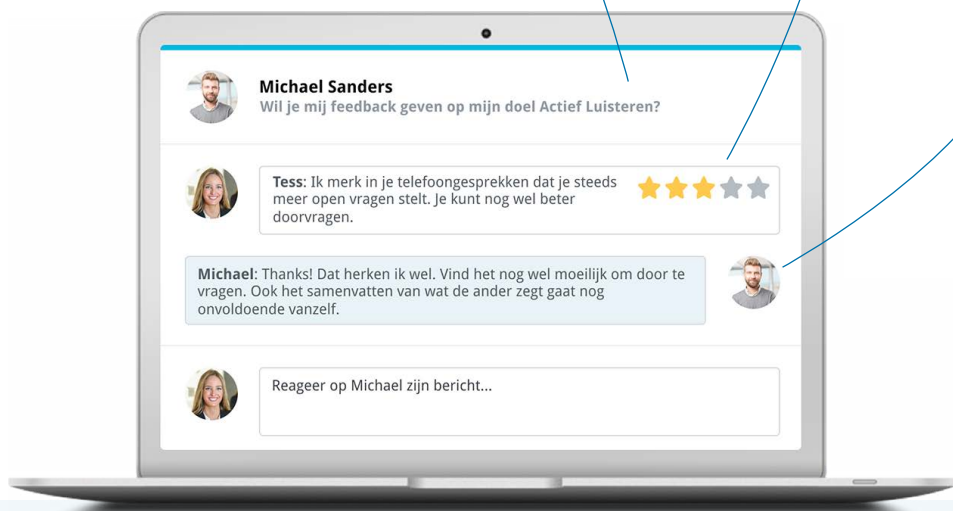 Michael Sanders
Wil je mij feedback geven op mijn doel Actief Luisteren?
Tess: Ik merk in je telefoongesprekken dat je steeds
meer open vragen stelt. Je kunt nog wel beter
doorvragen.
Michael: Thanks! Dat herken ik wel. Vind het nog wel moeilijk om door te
vragen. Ook het samenvatten van wat de ander zegt gaat nog
onvoldoende vanzelf.
Reageer op Michael zijn bericht...